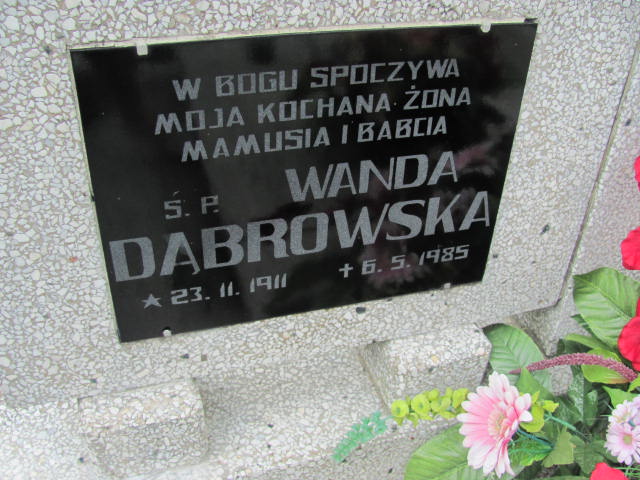 W BOGU SPOCZYWA
MOJA KOCHANA ŻONA
MAMUSIA I BABCIA
Ś. P. WANDA
DĄBROWSKA
★ 23. 11. 1911 ✝ 6. 5. 1985